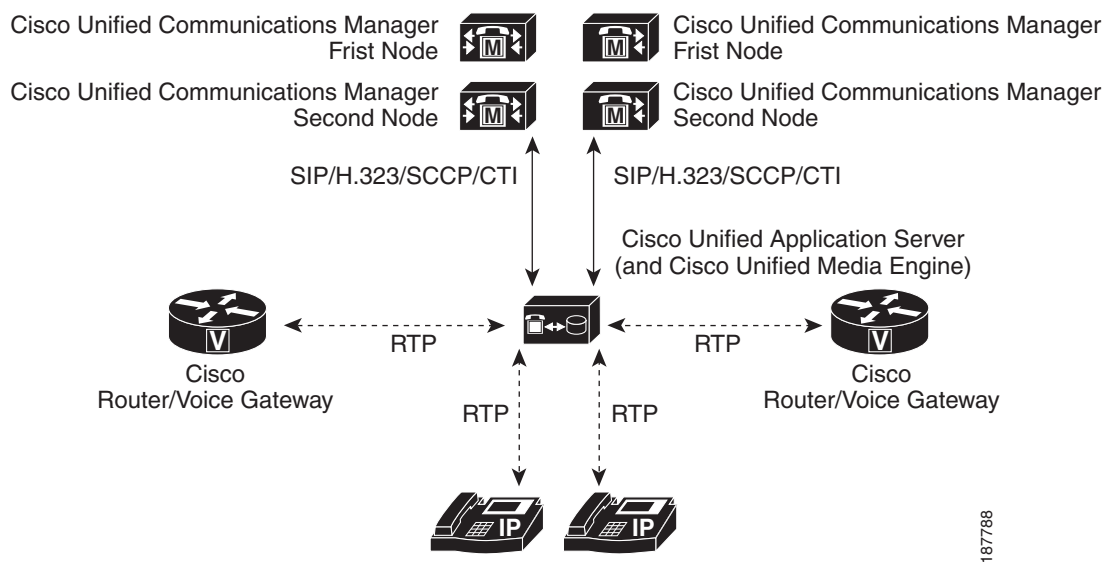 Cisco Unified Communications Manager
Frist Node
Cisco Unified Communications Manager
Frist Node
Cisco Unified Communications Manager
Second Node
Cisco Unified Communications Manager
Second Node
M
M
M
M
SIP/H.323/SCCP/CTI
SIP/H.323/SCCP/CTI
Cisco Unified Application Server
(and Cisco Unified Media Engine)
V
RTP
RTP
V
Cisco
Router/Voice Gateway
Cisco
Router/Voice Gateway
RTP
RTP
IP
IP
187788